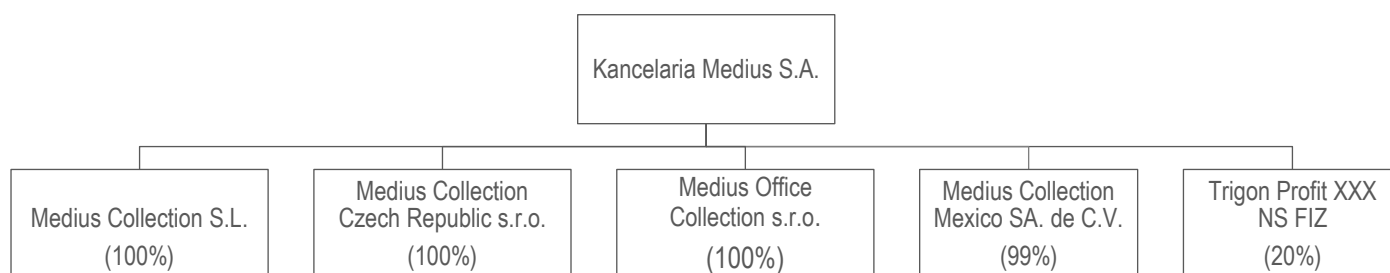 Kancelaria Medius S.A.
Medius Collection S.L.
(100%)
Medius Collection
Czech Republic s.r.o.
(100%)
Medius Office
Collection s.r.o.
(100%)
Medius Collection
Mexico SA. de C.V.
(99%)
Trigon Profit XXX
NS FIZ
(20%)